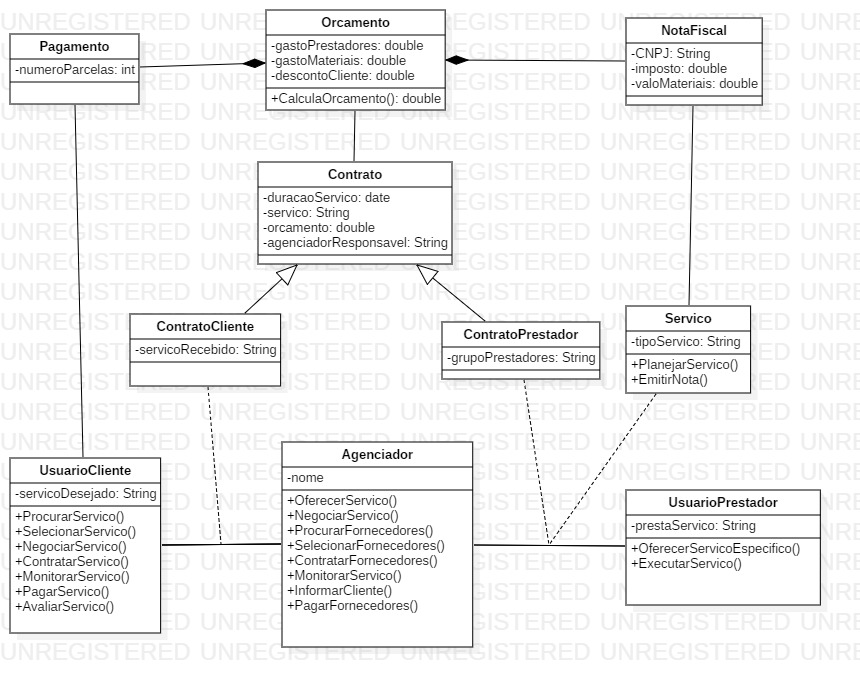 Pagamento
-numeroParcelas: int
Orcamento
-gastoPrestadores: double
-gastoMateriais: double
-descontoCliente: double
+CalculaOrcamento(): double
NotaFiscal
-CNPJ: String
-imposto: double
-valoMateriais: double
Contrato
-duracaoServico: date
-servico: String
-orcamento: double
-agenciadorResponsavel: String
ContratoCliente
-servicoRecebido: String
ContratoPrestador
-grupoPrestadores: String
Servico
-tipoServico: String
+PlanejarServico()
+EmitirNota()
UsuarioCliente
-servicoDesejado: String
+ProcurarServico()
+SelecionarServico()
+NegociarServico()
+ContratarServico()
+MonitorarServico()
+PagarServico()
+AvaliarServico()
Agenciador
-nome
+OferecerServico()
+NegociarServico()
+ProcurarFornecedores()
+SelecionarFornecedores()
+ContratarFornecedores()
+MonitorarServico()
+InformarCliente()
+PagarFornecedores()
UsuarioPrestador
-prestaServico: String
+OferecerServicoEspecifico()
+ExecutarServico()
UNREGISTERED